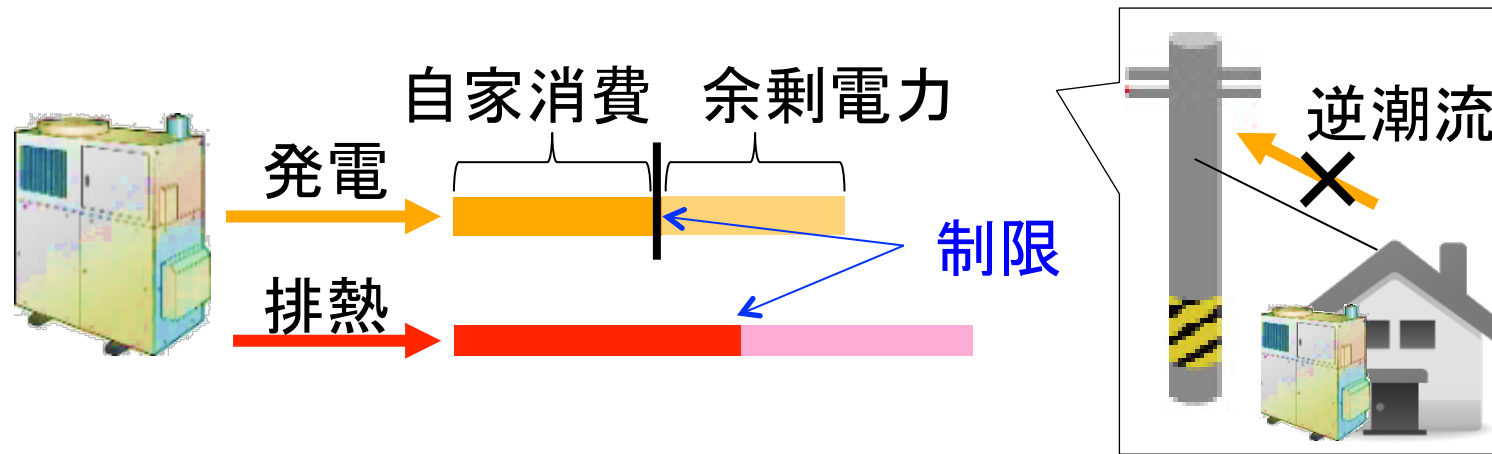 自家消費
余剰電力
発電
排熱
制限
逆潮流